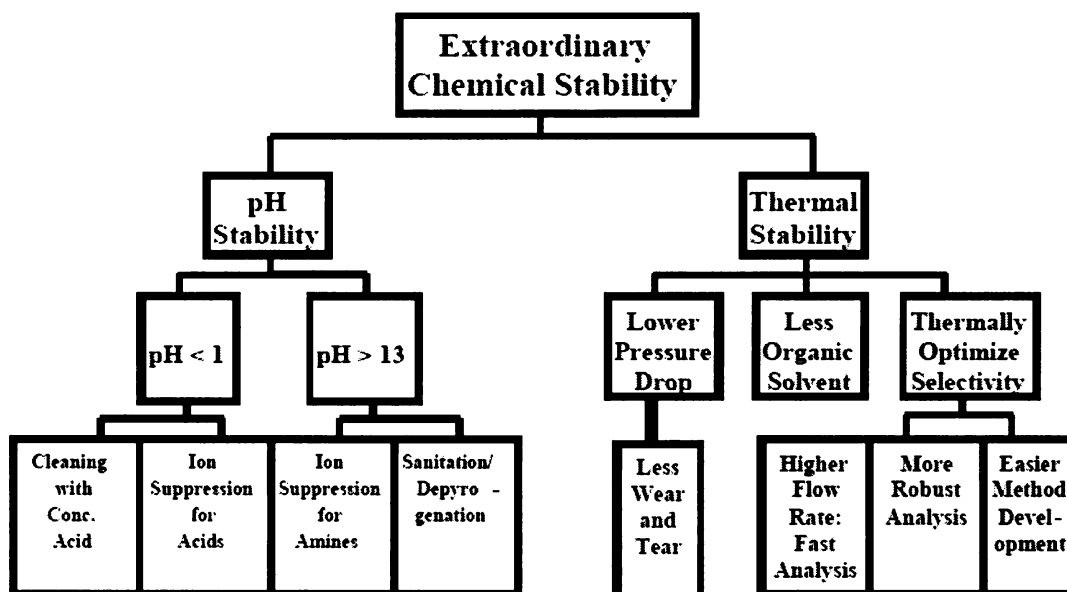 Extraordinary
Chemical Stability
pH
Stability
Thermal
Stability
pH < 1
pH > 13
Lower
Pressure
Drop
Less
Organic
Solvent
Thermally
Optimize
Selectivity
Cleaning
with
Conc.
Acid
Ion
Suppression
for
Acids
Ion
Suppression
for
Amines
Sanitation/
Depyro -
genation
Less
Wear
and
Tear
Higher
Flow
Rate:
Fast
Analysis
More
Robust
Analysis
Easier
Method
Devel-
opment